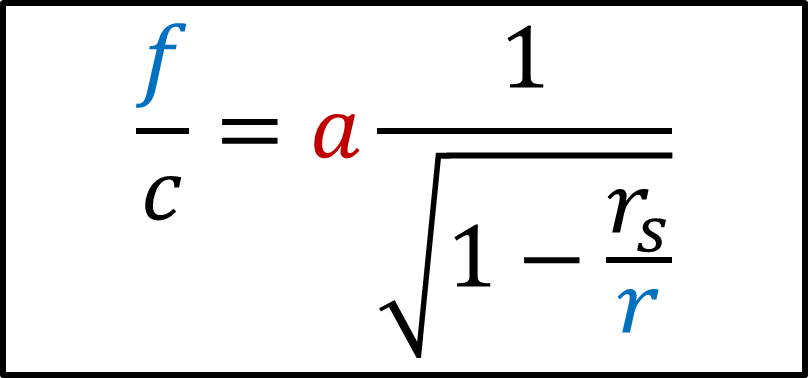 f/c = a 1/√(1 − r_s/r)